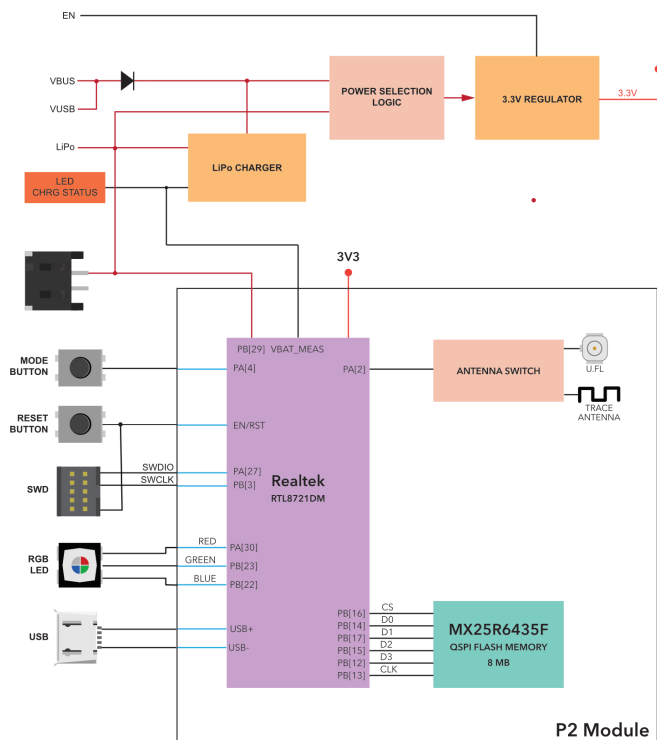 EN
VBUS
VUSB
POWER SELECTION
LOGIC
3.3V REGULATOR
3.3V
LiPo
LiPo CHARGER
LED
CHRG STATUS
3V3
PB[29] VBAT_MEAS
MODE
BUTTON
PA[4]
PA[2]
ANTENNA SWITCH
U.FL
TRACE
ANTENNA
RESET
BUTTON
EN/RST
SWD
SWDIO
SWCLK
PA[27]
PB[3]
Realtek
RTL8721DM
RGB
LED
RED
GREEN
BLUE
PA[30]
PB[23]
PB[22]
USB
USB+
USB-
PB[16]
PB[14]
PB[17]
PB[15]
PB[12]
PB[13]
CS
D0
D1
D2
D3
CLK
MX25R6435F
QSPI FLASH MEMORY
8 MB
P2 Module